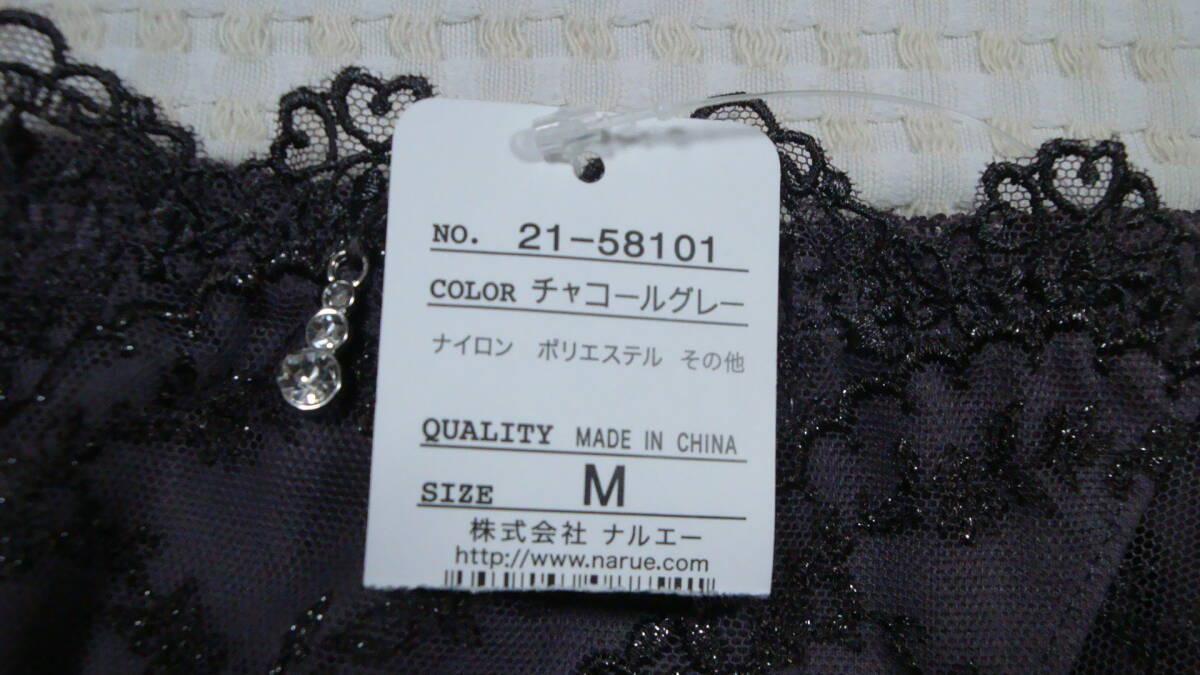 NO. 21-58101
COLOR チャコールグレー
ナイロン ポリエステル その他
QUALITY MADE IN CHINA
SIZE M
株式会社 ナルエー
http://www.narue.com/